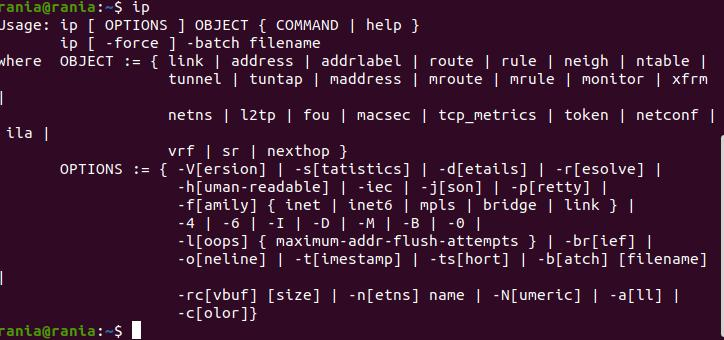 rania@rania:~$ ip
Usage: ip [ OPTIONS ] OBJECT { COMMAND | help }
ip [ -force ] -batch filename
where OBJECT := { link | address | addrlabel | route | rule | neigh | ntable |
tunnel | tuntap | maddress | mroute | mrule | monitor | xfrm
|
netns | l2tp | fou | macsec | tcp_metrics | token | netconf |
ila |
vrf | sr | nexthop }
OPTIONS := { -V[ersion] | -s[tatistics] | -d[etails] | -r[esolve] |
-h[uman-readable] | -iec | -j[son] | -p[retty] |
-f[amily] { inet | inet6 | mpls | bridge | link } |
-4 | -6 | -I | -D | -M | -B | -0 |
-l[oops] { maximum-addr-flush-attempts } | -br[ief] |
-o[neline] | -t[imestamp] | -ts[hort] | -b[atch] [filename]
|
-rc[vbuf] [size] | -n[etns] name | -N[umeric] | -a[ll] |
-c[olor]}
rania@rania:~$